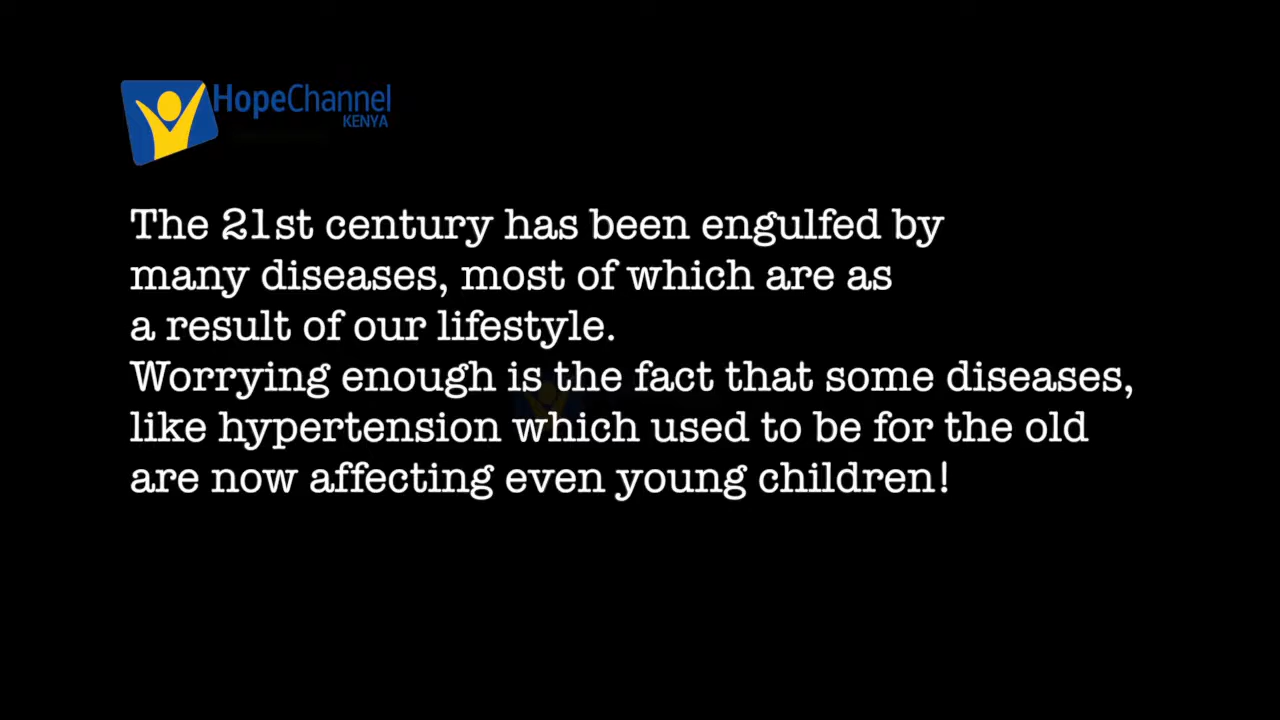 HopeChannel
KENYA
The 21st century has been engulfed by
many diseases, most of which are as
a result of our lifestyle.
Worrying enough is the fact that some diseases,
like hypertension which used to be for the old
are now affecting even young children!